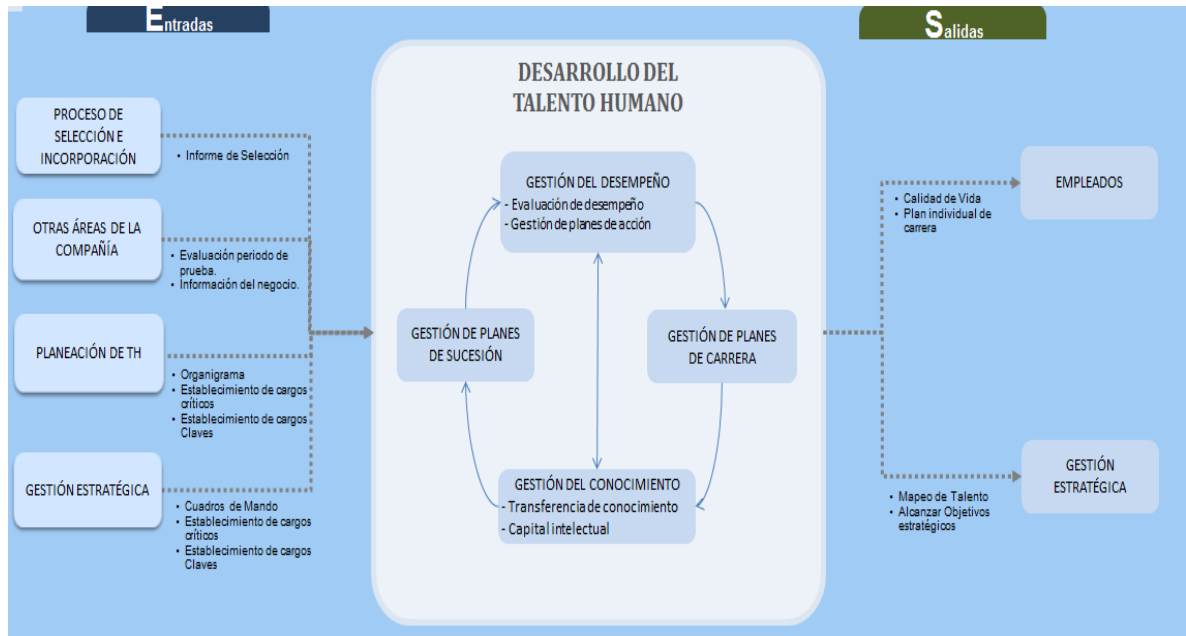 Entradas
Salidas
DESARROLLO DEL
TALENTO HUMANO
PROCESO DE
SELECCIÓN E
INCORPORACIÓN
• Informe de Selección
OTRAS ÁREAS DE LA
COMPAÑÍA
• Evaluación periodo de
prueba.
• Información del negocio.
PLANEACIÓN DE TH
• Organigrama
• Establecimiento de cargos
críticos
• Establecimiento de cargos
Claves
GESTIÓN ESTRATÉGICA
• Cuadros de Mando
• Establecimiento de cargos
críticos
• Establecimiento de cargos
Claves
GESTIÓN DEL DESEMPEÑO
- Evaluación de desempeño
- Gestión de planes de acción
GESTIÓN DE PLANES
DE SUCESIÓN
GESTIÓN DE PLANES
DE CARRERA
GESTIÓN DEL CONOCIMIENTO
- Transferencia de conocimiento
- Capital intelectual
• Calidad de Vida
• Plan individual de
carrera
EMPLEADOS
• Mapeo de Talento
• Alcanzar Objetivos
estratégicos
GESTIÓN
ESTRATÉGICA